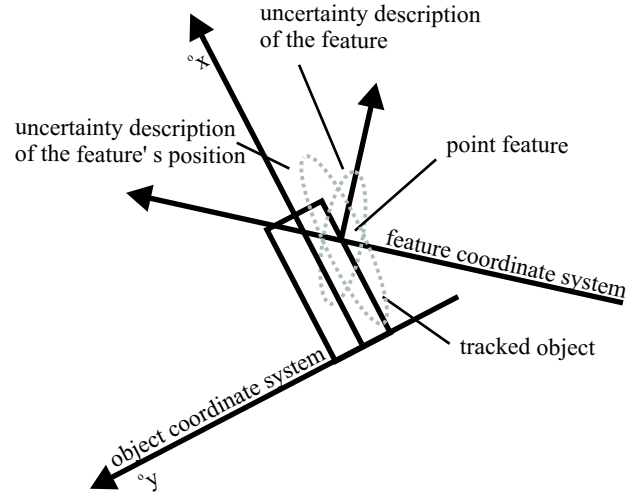 uncertainty description
of the feature
°x
uncertainty description
of the feature' s position
point feature
feature coordinate system
tracked object
object coordinate system
°y